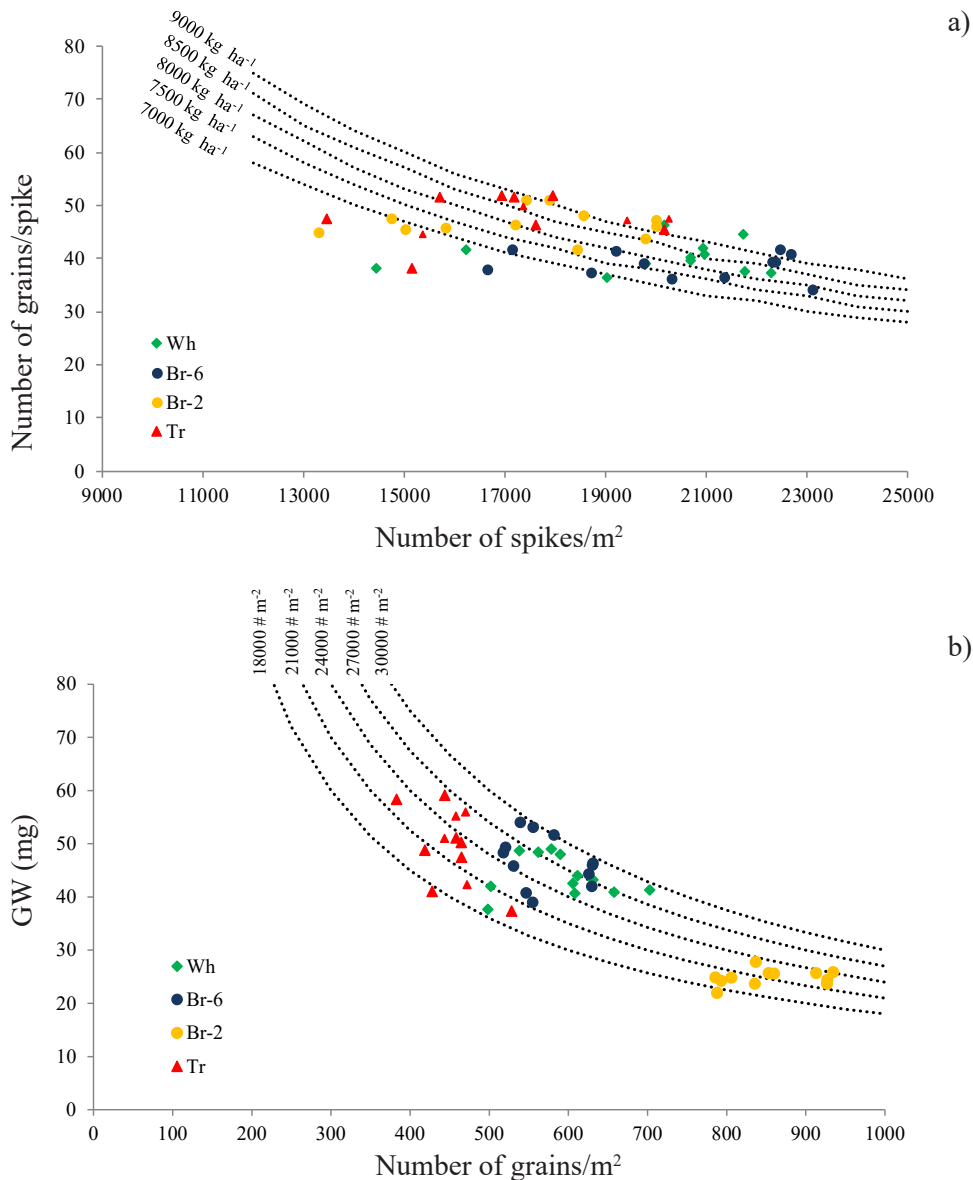 a)
9000 kg ha⁻¹
8500 kg ha⁻¹
8000 kg ha⁻¹
7500 kg ha⁻¹
7000 kg ha⁻¹
80
70
60
50
40
30
20
10
0
Number of grains/spike
Wh
Br-6
Br-2
Tr
9000 11000 13000 15000 17000 19000 21000 23000 25000
Number of spikes/m²
b)
18000 # m⁻²
21000 # m⁻²
24000 # m⁻²
27000 # m⁻²
30000 # m⁻²
80
70
60
50
40
30
20
10
0
GW (mg)
Wh
Br-6
Br-2
Tr
0 100 200 300 400 500 600 700 800 900 1000
Number of grains/m²